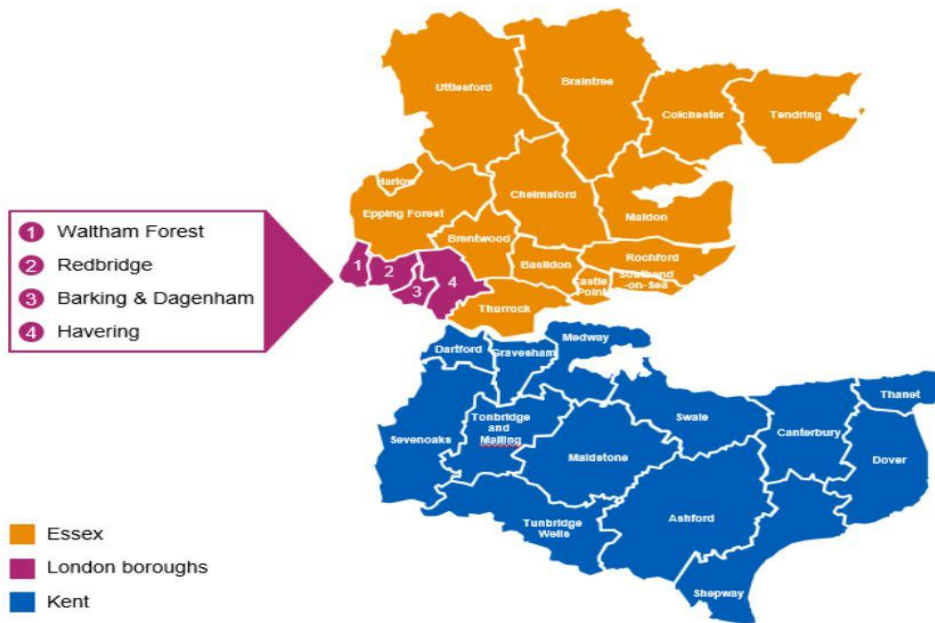 Uttlesford
Braintree
Colchester
Tendring
Harlow
Epping Forest
Chelmsford
Maldon
Brentwood
Basildon
Rochford
Castle
Point
Southend
-on-Sea
Thurrock
1
2
3
4
1 Waltham Forest
2 Redbridge
3 Barking & Dagenham
4 Havering
Dartford
Gravesham
Medway
Sevenoaks
Tonbridge
and
Malling
Maidstone
Swale
Canterbury
Thanet
Dover
Tunbridge
Wells
Ashford
Shepway
Essex
London boroughs
Kent